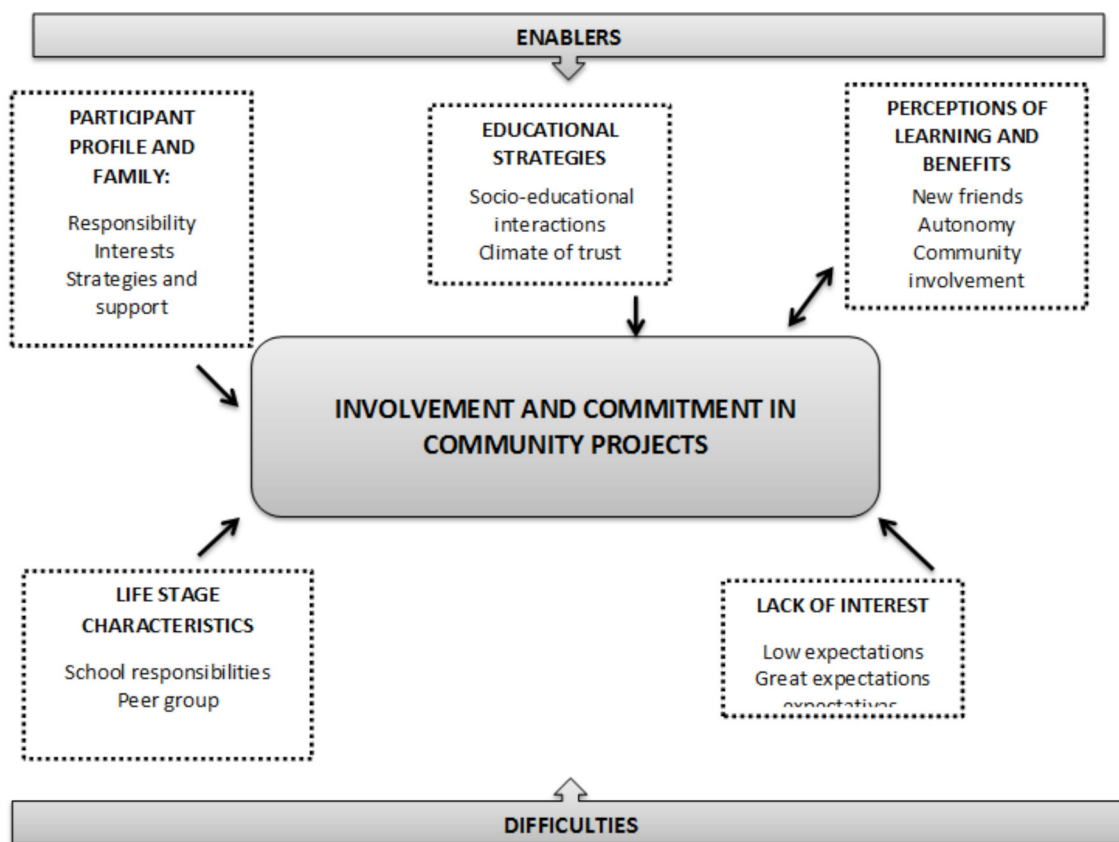 ENABLERS
PARTICIPANT
PROFILE AND
FAMILY:
Responsibility
Interests
Strategies and
support
EDUCATIONAL
STRATEGIES
Socio-educational
interactions
Climate of trust
PERCEPTIONS OF
LEARNING AND
BENEFITS
New friends
Autonomy
Community
involvement
INVOLVEMENT AND COMMITMENT IN
COMMUNITY PROJECTS
LIFE STAGE
CHARACTERISTICS
School responsibilities
Peer group
LACK OF INTEREST
Low expectations
Great expectations
expectativas
DIFFICULTIES